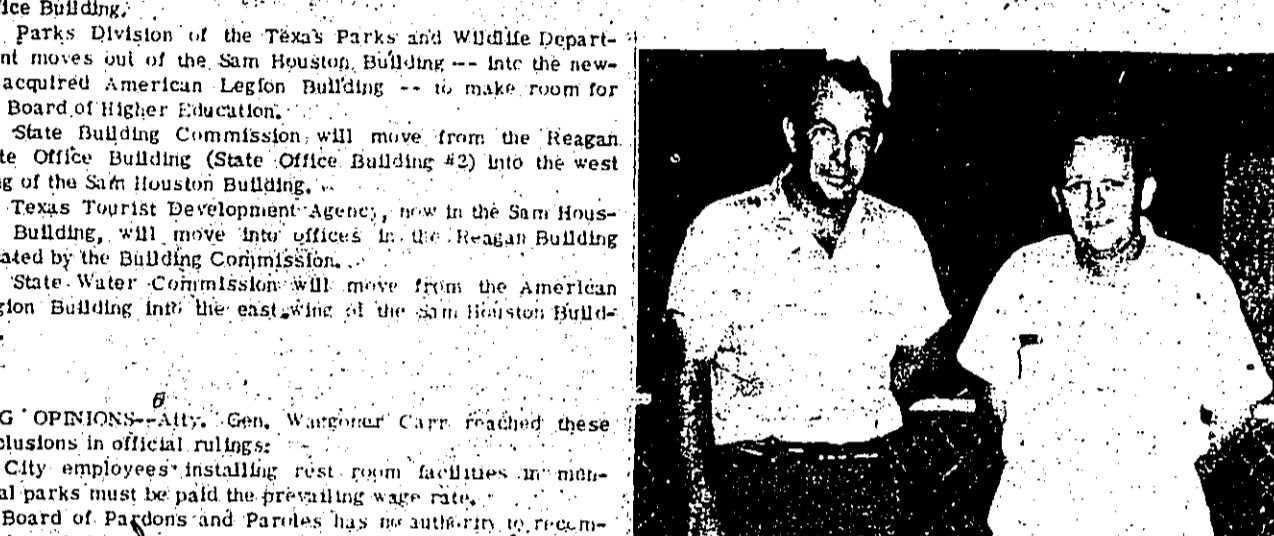 ice Building.
Parks Division of the Texas Parks and Wildlife Depart-
nt moves out of the Sam Houston Building -- into the new-
acquired American Legion Building -- to make room for
Board of Higher Education.
State Building Commission will move from the Reagan
te Office Building (State Office Building #2) into the west
g of the Sam Houston Building.
Texas Tourist Development Agency, now in the Sam Hous-
Building, will move into offices in the Reagan Building
ated by the Building Commission.
State Water Commission will move from the American
gion Building into the east wing of the Sam Houston Build-
G OPINIONS--Atty. Gen. Waggoner Carr reached these
clusions in official rulings:
City employees installing rest room facilities in muni-
al parks must be paid the prevailing wage rate.
Board of Pardons and Paroles has no authority to recom-